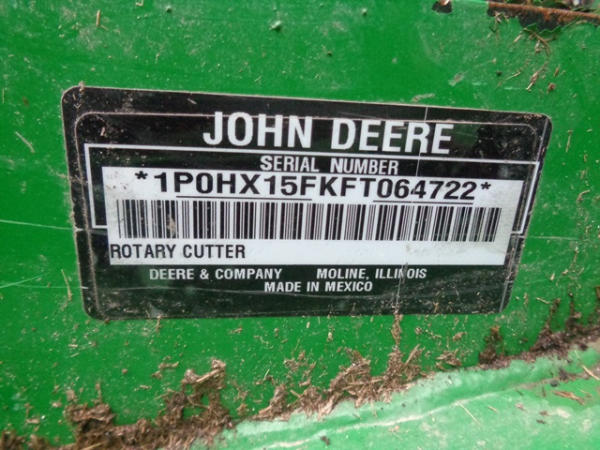 JOHN DEERE
SERIAL NUMBER
*1P0HX15FKFT064722*
ROTARY CUTTER
DEERE & COMPANY MOLINE, ILLINOIS
MADE IN MEXICO